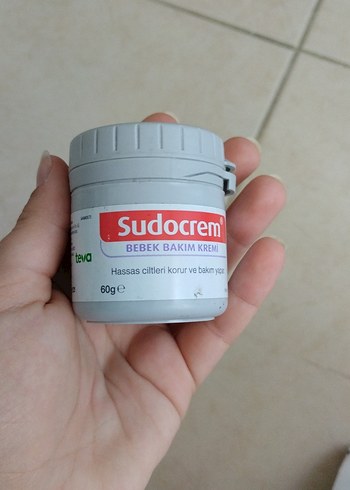 Sudocrem®
BEBEK BAKIM KREMİ
teva
Hassas ciltleri korur ve bakım yapar
60g ℮